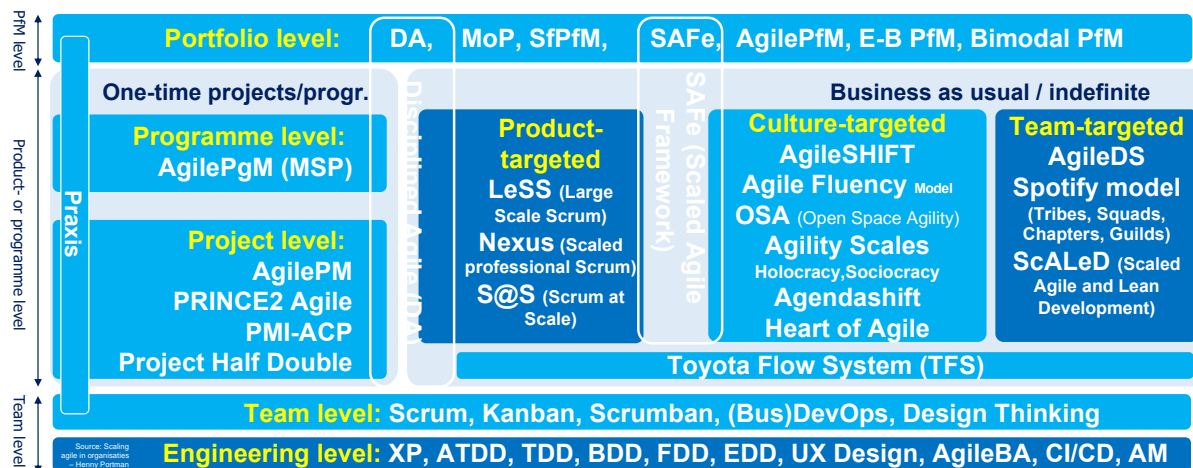 PfM level
Product- or programme level
Team level
Portfolio level: DA, MoP, SfPfM, SAFe, AgilePfM, E-B PfM, Bimodal PfM
Praxis
One-time projects/progr.
Programme level:
AgilePgM (MSP)
Project level:
AgilePM
PRINCE2 Agile
PMI-ACP
Project Half Double
Disciplined Agile (DA)
Product-
targeted
LeSS (Large
Scale Scrum)
Nexus (Scaled
professional Scrum)
S@S (Scrum at
Scale)
SAFe (Scaled Agile
Framework)
Business as usual / indefinite
Culture-targeted
AgileSHIFT
Agile Fluency Model
OSA (Open Space Agility)
Agility Scales
Holocracy,Sociocracy
Agendashift
Heart of Agile
Team-targeted
AgileDS
Spotify model
(Tribes, Squads,
Chapters, Guilds)
ScALeD (Scaled
Agile and Lean
Development)
Toyota Flow System (TFS)
Team level: Scrum, Kanban, Scrumban, (Bus)DevOps, Design Thinking
Source: Scaling
agile in organisaties
– Henny Portman
Engineering level: XP, ATDD, TDD, BDD, FDD, EDD, UX Design, AgileBA, CI/CD, AM